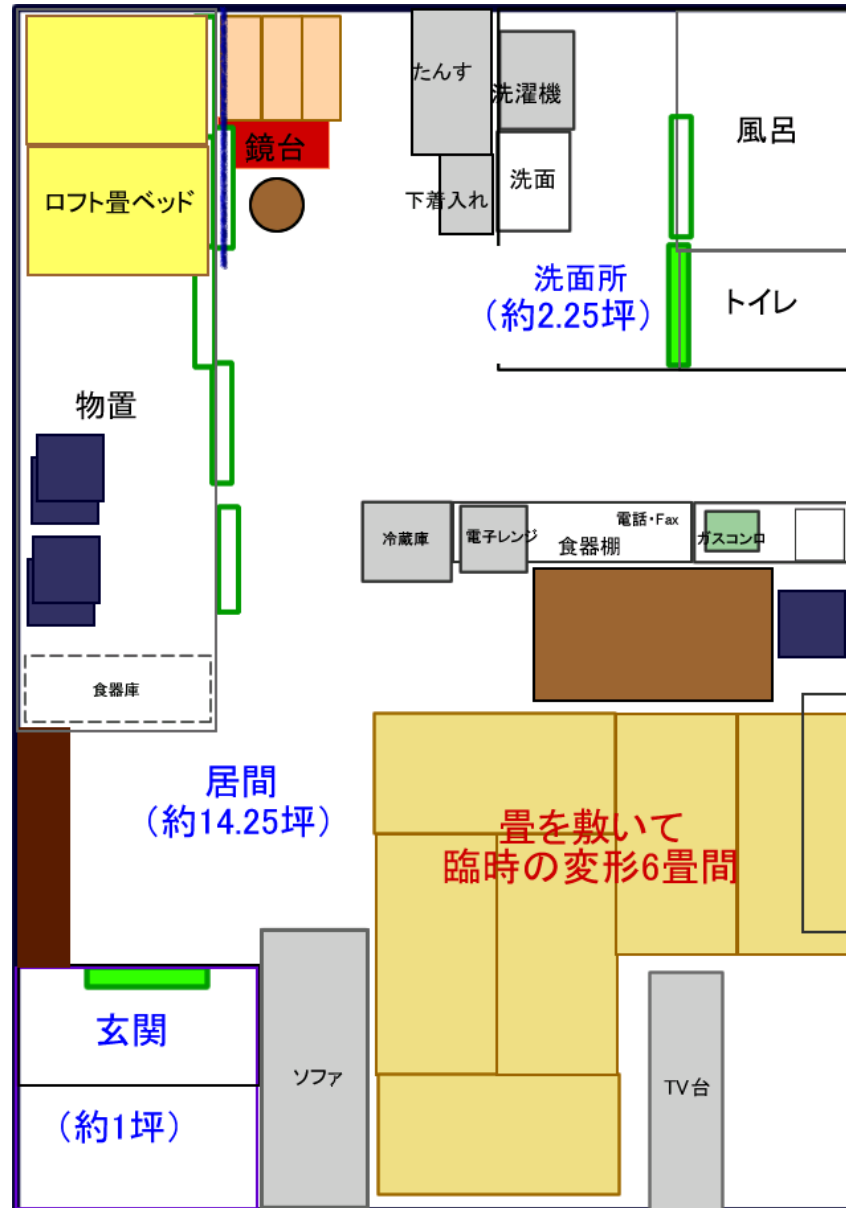 たんす
洗濯機
風呂
鏡台
洗面
ロフト畳ベッド
下着入れ
洗面所
（約2.25坪）
トイレ
物置
冷蔵庫
電子レンジ
電話・Fax
食器棚
ガスコンロ
食器庫
居間
（約14.25坪）
畳を敷いて
臨時の変形6畳間
玄関
（約1坪）
ソファ
TV台